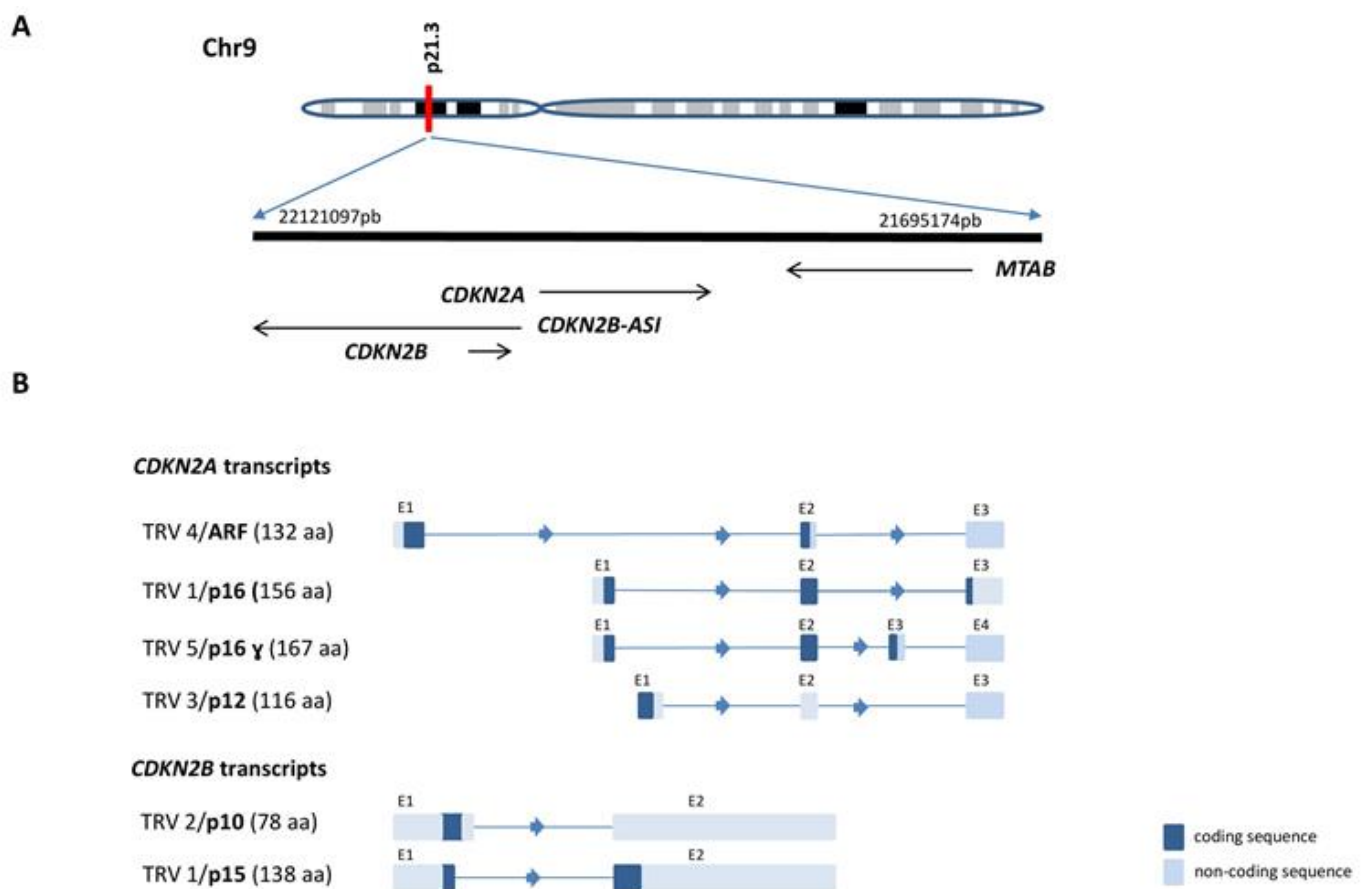 A
Chr9
p21.3
22121097pb
21695174pb
MTAB
CDKN2A
CDKN2B-ASI
CDKN2B
B
CDKN2A transcripts
E1 E2 E3
TRV 4/ARF (132 aa)
E1 E2 E3
TRV 1/p16 (156 aa)
E1 E2 E3 E4
TRV 5/p16 ɣ (167 aa)
E1 E2 E3
TRV 3/p12 (116 aa)
CDKN2B transcripts
E1 E2
TRV 2/p10 (78 aa)
E1 E2
TRV 1/p15 (138 aa)
coding sequence
non-coding sequence